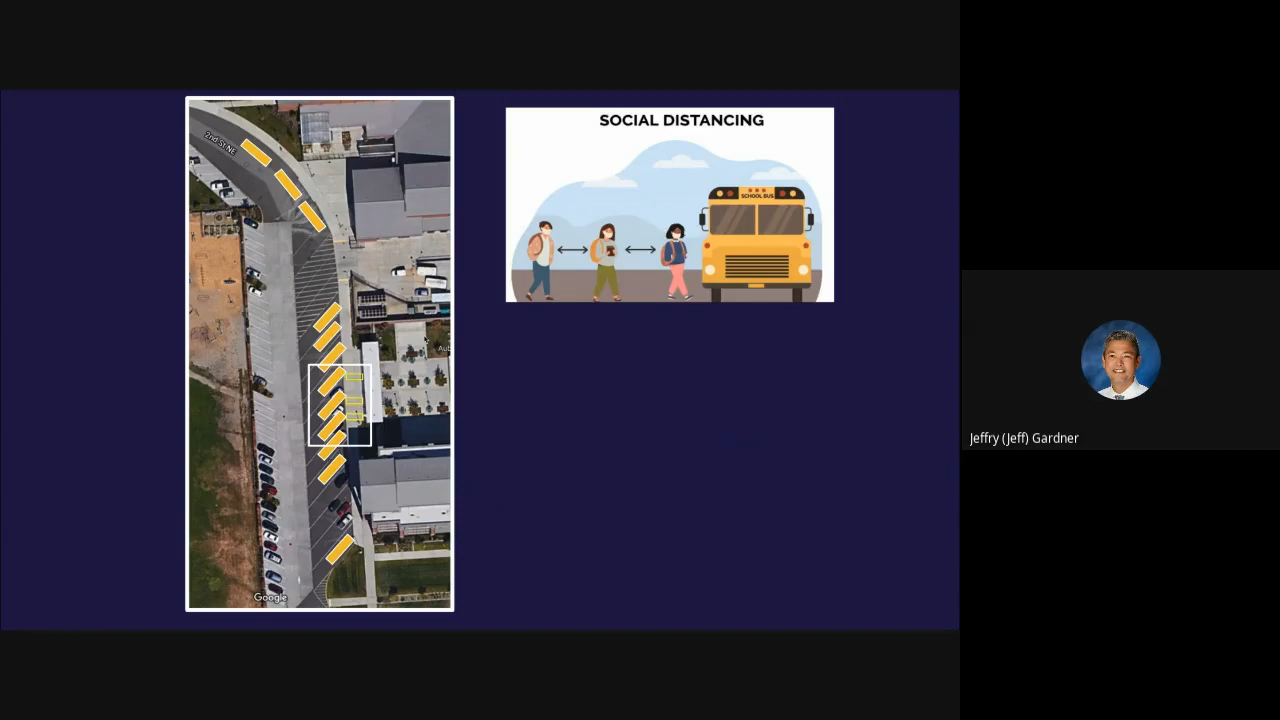 2nd St NE
SOCIAL DISTANCING
SCHOOL BUS
Google
Jeffry (Jeff) Gardner